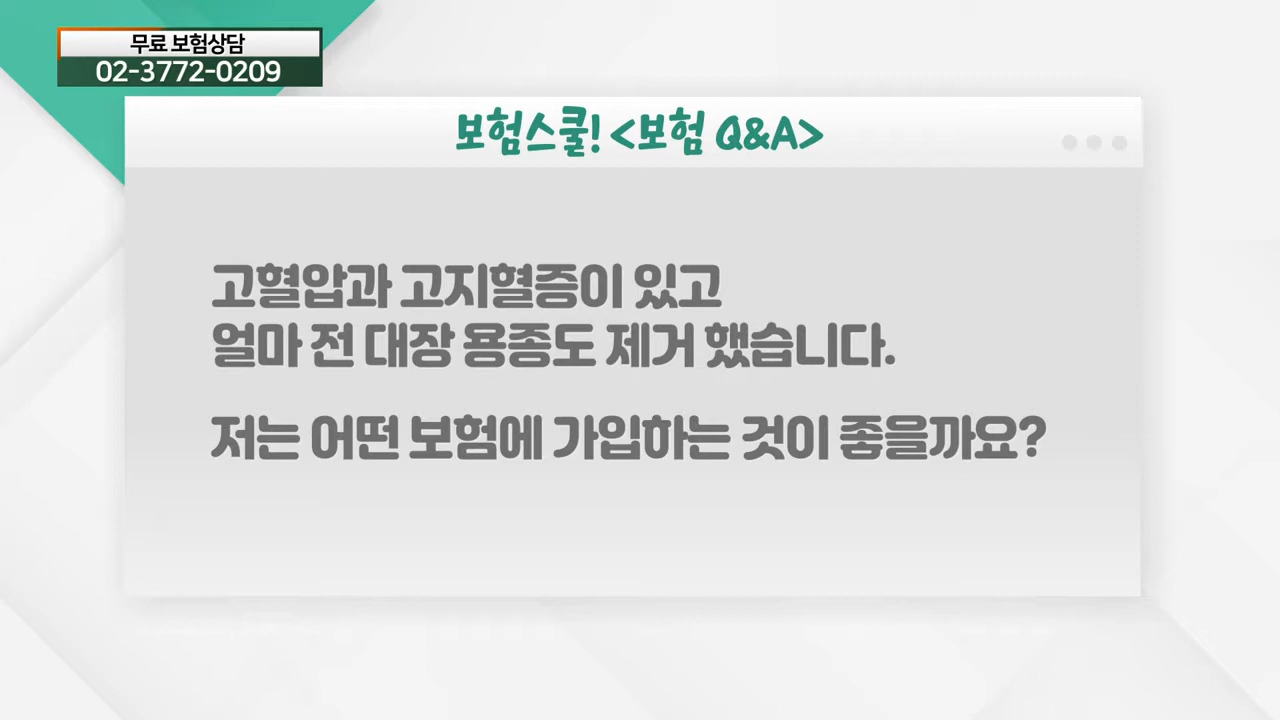 무료 보험상담
02-3772-0209
보험스쿨! <보험 Q&A>
고혈압과 고지혈증이 있고
얼마 전 대장 용종도 제거 했습니다.
저는 어떤 보험에 가입하는 것이 좋을까요?